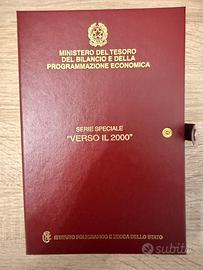 MINISTERO DEL TESORO
DEL BILANCIO E DELLA
PROGRAMMAZIONE ECONOMICA
SERIE SPECIALE
"VERSO IL 2000"
ISTITUTO POLIGRAFICO E ZECCA DELLO STATO
subito